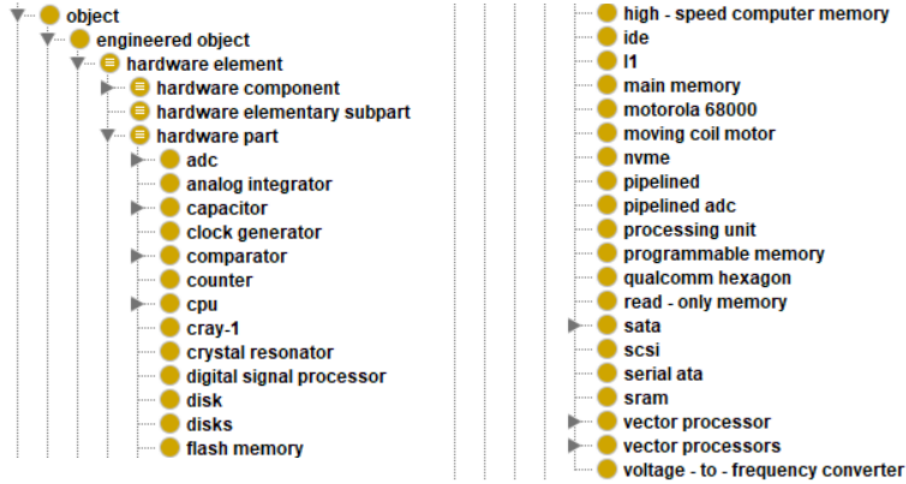 object
engineered object
hardware element
hardware component
hardware elementary subpart
hardware part
adc
analog integrator
capacitor
clock generator
comparator
counter
cpu
cray-1
crystal resonator
digital signal processor
disk
disks
flash memory
high - speed computer memory
ide
l1
main memory
motorola 68000
moving coil motor
nvme
pipelined
pipelined adc
processing unit
programmable memory
qualcomm hexagon
read - only memory
sata
scsi
serial ata
sram
vector processor
vector processors
voltage - to - frequency converter